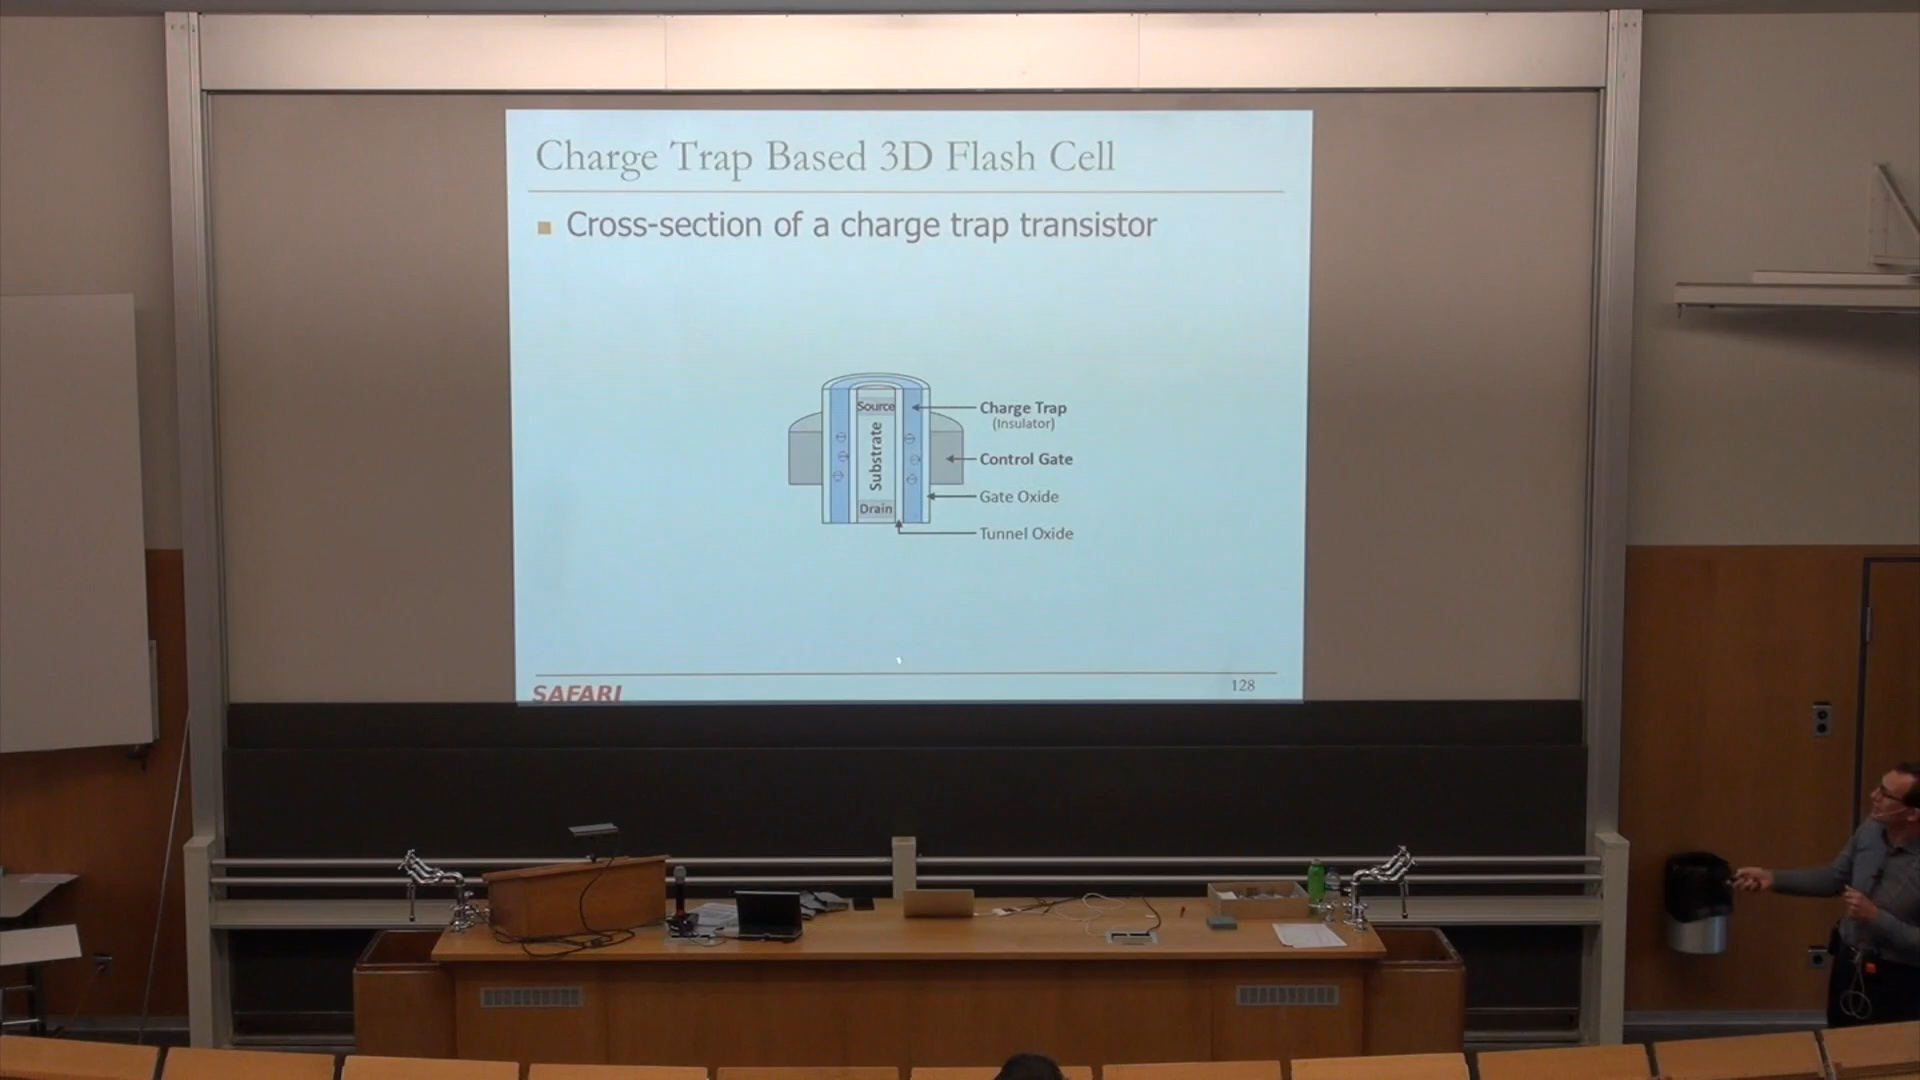 Charge Trap Based 3D Flash Cell
Cross-section of a charge trap transistor
Source
Substrate
Drain
Charge Trap
(Insulator)
Control Gate
Gate Oxide
Tunnel Oxide
SAFARI
128